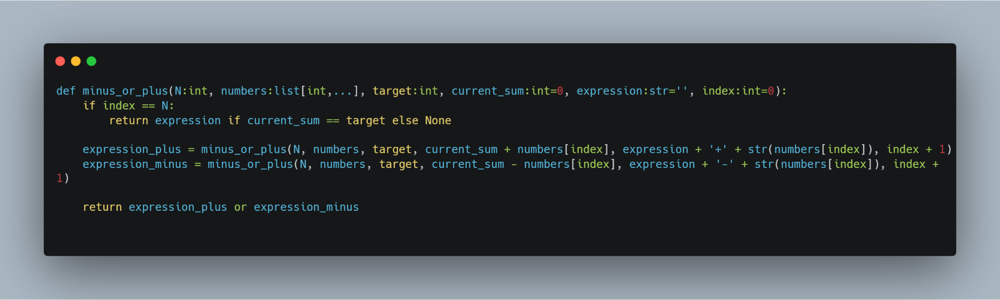 def minus_or_plus(N:int, numbers:list[int,...], target:int, current_sum:int=0, expression:str='', index:int=0):
    if index == N:
        return expression if current_sum == target else None

    expression_plus = minus_or_plus(N, numbers, target, current_sum + numbers[index], expression + '+' + str(numbers[index]), index + 1)
    expression_minus = minus_or_plus(N, numbers, target, current_sum - numbers[index], expression + '-' + str(numbers[index]), index +
1)

    return expression_plus or expression_minus